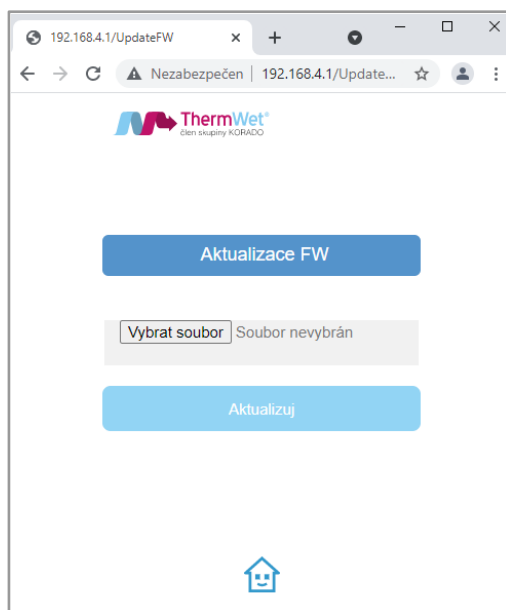 192.168.4.1/UpdateFW
Nezabezpečen 192.168.4.1/Update...
ThermWet®
člen skupiny KORADO
Aktualizace FW
Vybrat soubor Soubor nevybrán
Aktualizuj